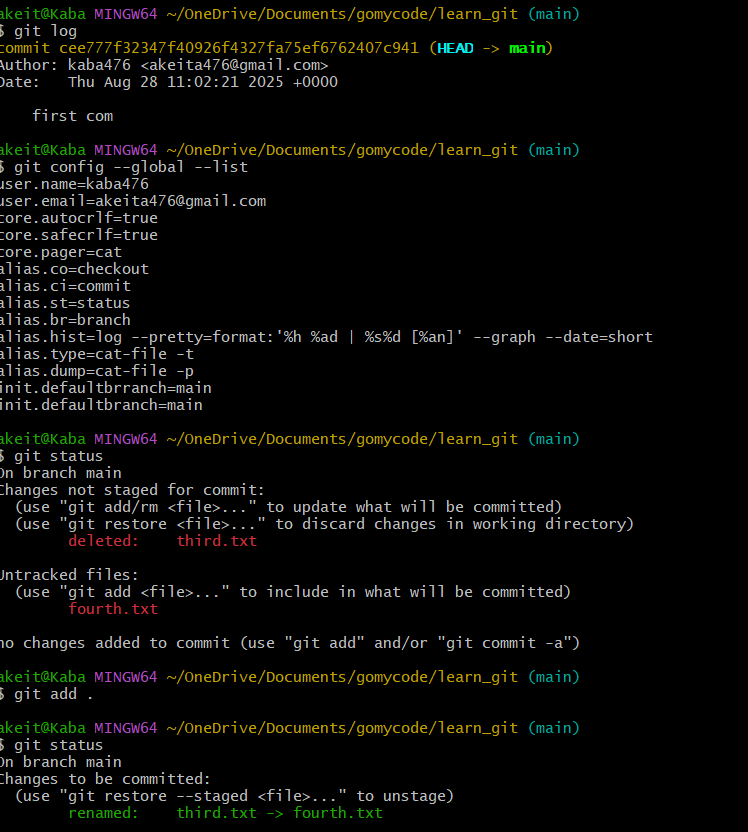 akeit@Kaba MINGW64 ~/OneDrive/Documents/gomycode/learn_git (main)
$ git log
commit cee777f32347f40926f4327fa75ef6762407c941 (HEAD -> main)
Author: kaba476 <akeita476@gmail.com>
Date:   Thu Aug 28 11:02:21 2025 +0000

    first com

akeit@Kaba MINGW64 ~/OneDrive/Documents/gomycode/learn_git (main)
$ git config --global --list
user.name=kaba476
user.email=akeita476@gmail.com
core.autocrlf=true
core.safecrlf=true
core.pager=cat
alias.co=checkout
alias.ci=commit
alias.st=status
alias.br=branch
alias.hist=log --pretty=format:'%h %ad | %s%d [%an]' --graph --date=short
alias.type=cat-file -t
alias.dump=cat-file -p
init.defaultbrranch=main
init.defaultbranch=main

akeit@Kaba MINGW64 ~/OneDrive/Documents/gomycode/learn_git (main)
$ git status
On branch main
Changes not staged for commit:
  (use "git add/rm <file>..." to update what will be committed)
  (use "git restore <file>..." to discard changes in working directory)
        deleted:    third.txt

Untracked files:
  (use "git add <file>..." to include in what will be committed)
        fourth.txt

no changes added to commit (use "git add" and/or "git commit -a")

akeit@Kaba MINGW64 ~/OneDrive/Documents/gomycode/learn_git (main)
$ git add .

akeit@Kaba MINGW64 ~/OneDrive/Documents/gomycode/learn_git (main)
$ git status
On branch main
Changes to be committed:
  (use "git restore --staged <file>..." to unstage)
        renamed:    third.txt -> fourth.txt